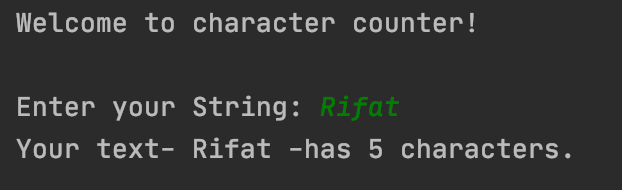 Welcome to character counter!
Enter your String: Rifat
Your text- Rifat -has 5 characters.